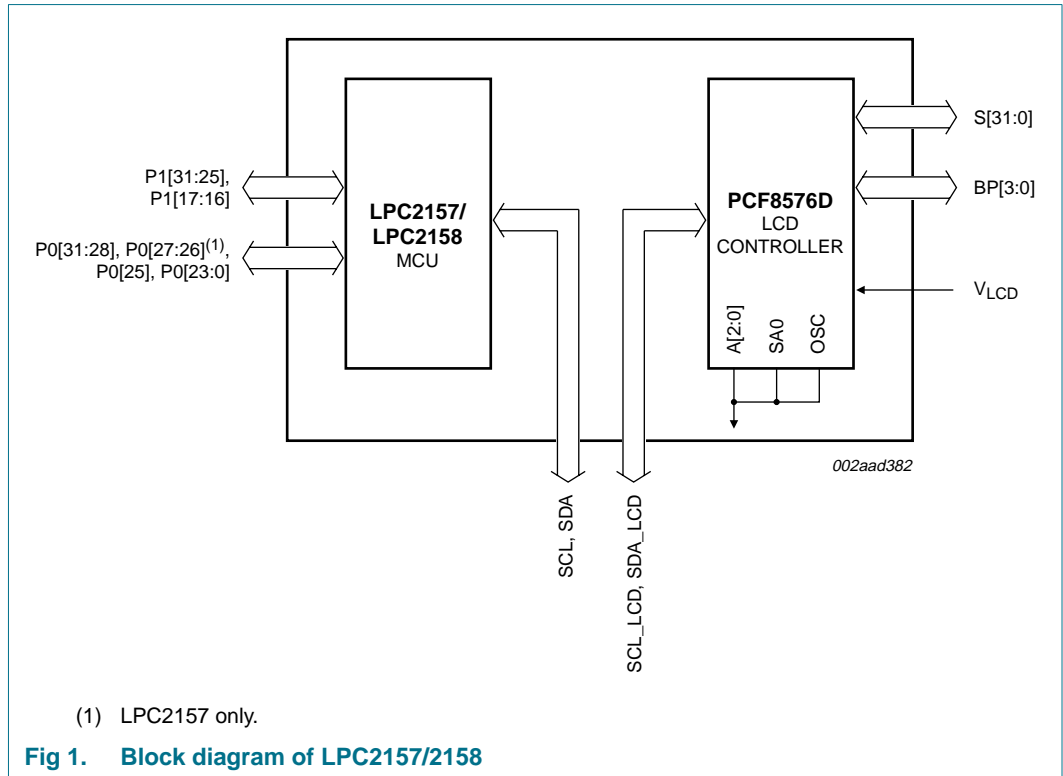 P1[31:25],
P1[17:16]
P0[31:28], P0[27:26](1),
P0[25], P0[23:0]
LPC2157/
LPC2158
MCU
PCF8576D
LCD
CONTROLLER
A[2:0]
SA0
OSC
S[31:0]
BP[3:0]
VLCD
002aad382
SCL, SDA
SCL_LCD, SDA_LCD
(1) LPC2157 only.
Fig 1. Block diagram of LPC2157/2158